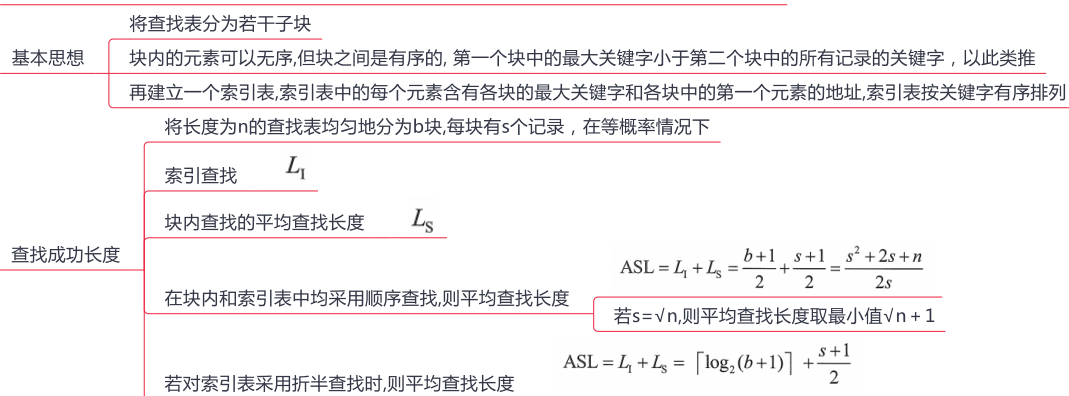 将查找表分为若干子块
基本思想
块内的元素可以无序,但块之间是有序的, 第一个块中的最大关键字小于第二个块中的所有记录的关键字，以此类推
再建立一个索引表,索引表中的每个元素含有各块的最大关键字和各块中的第一个元素的地址,索引表按关键字有序排列
将长度为n的查找表均匀地分为b块,每块有s个记录，在等概率情况下
索引查找 L_I
块内查找的平均查找长度 L_S
查找成功长度
ASL = L_I + L_S = (b+1)/2 + (s+1)/2 = (s²+2s+n)/(2s)
在块内和索引表中均采用顺序查找,则平均查找长度
若s=√n,则平均查找长度取最小值√n + 1
ASL = L_I + L_S = ⌈log₂(b+1)⌉ + (s+1)/2
若对索引表采用折半查找时,则平均查找长度